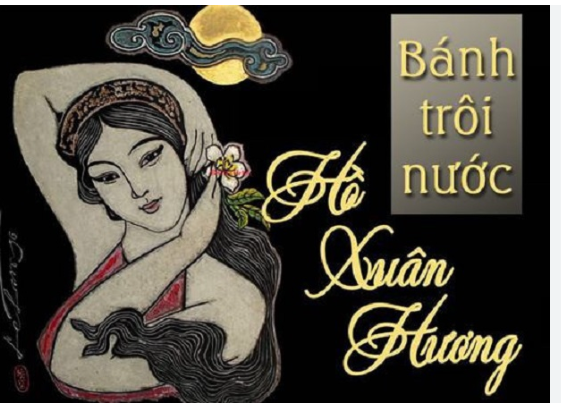 Bánh
trôi
nước
Hồ
Xuân
Hương